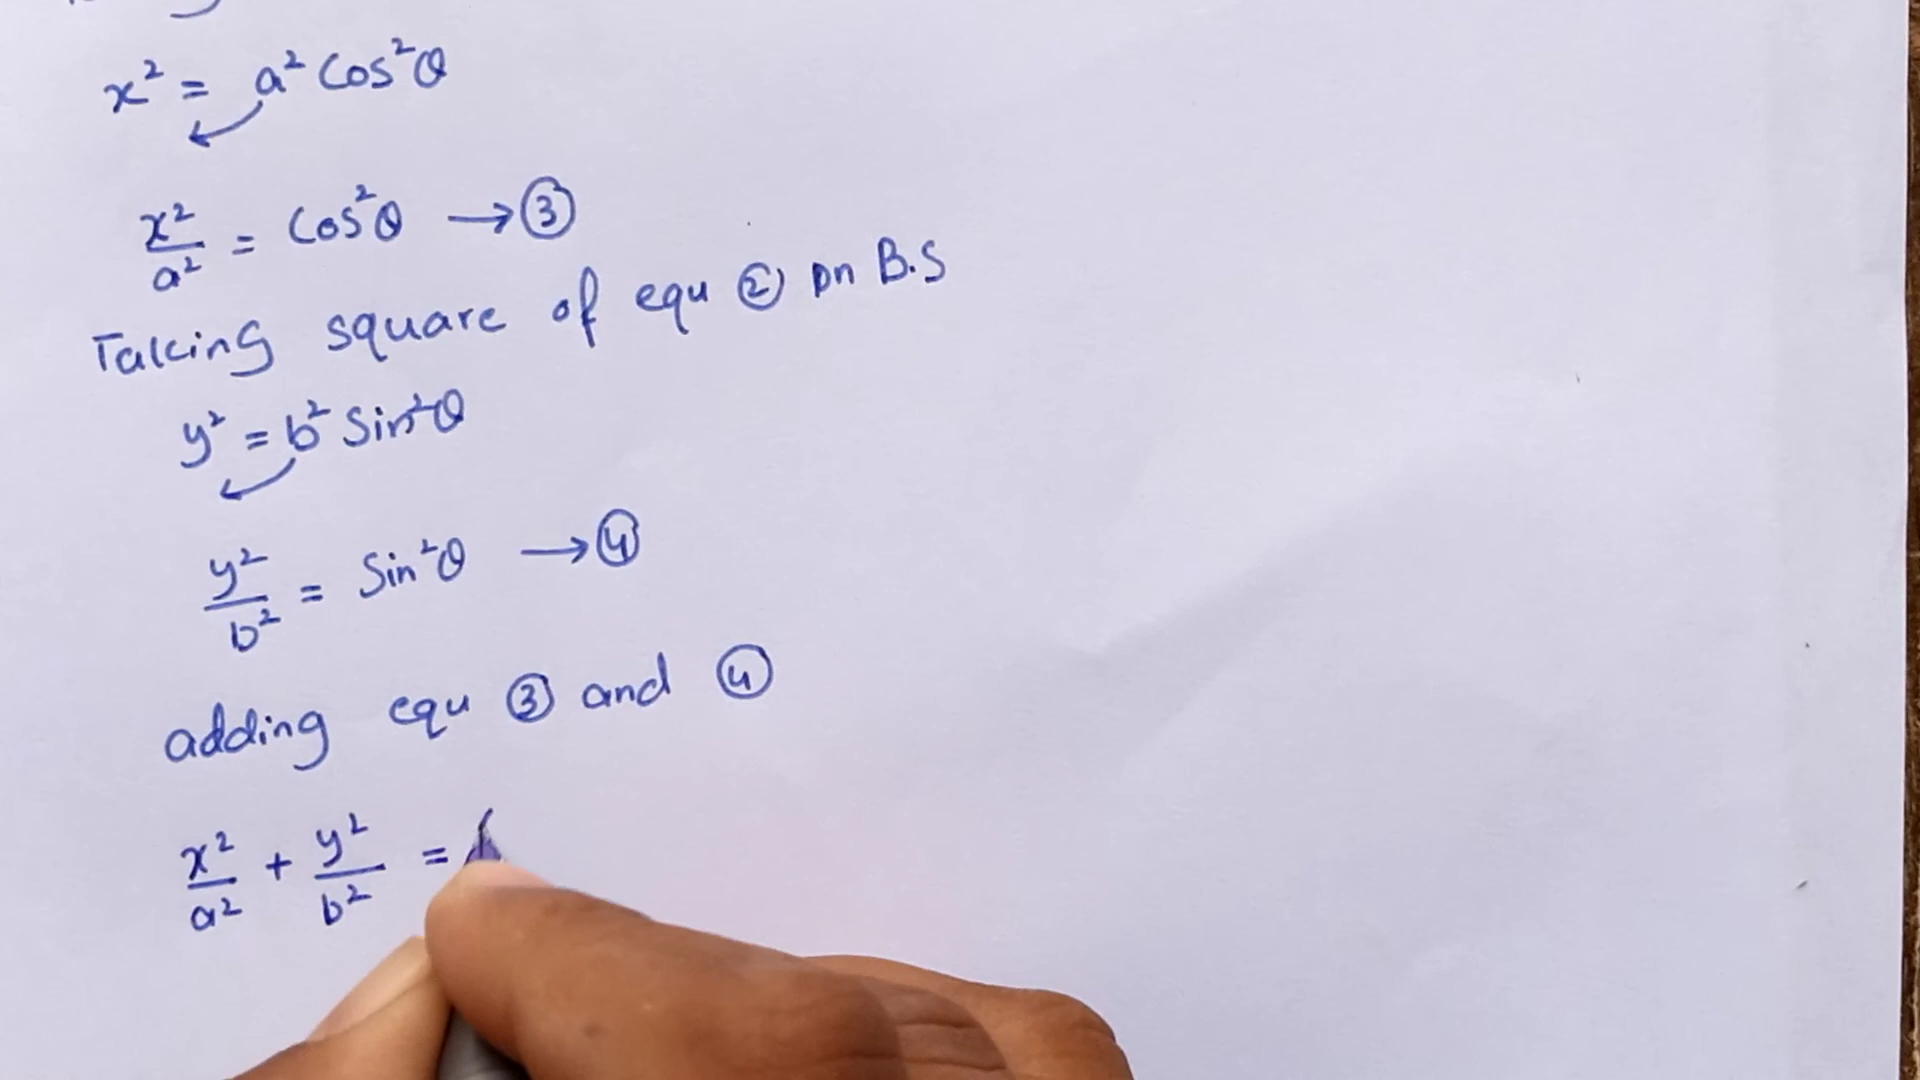 x² = a² Cos²θ
x²/a² = Cos²θ → ③
Taking square of equ ② on B.S
y² = b² Sin²θ
y²/b² = Sin²θ → ④
adding equ ③ and ④
x²/a² + y²/b² =